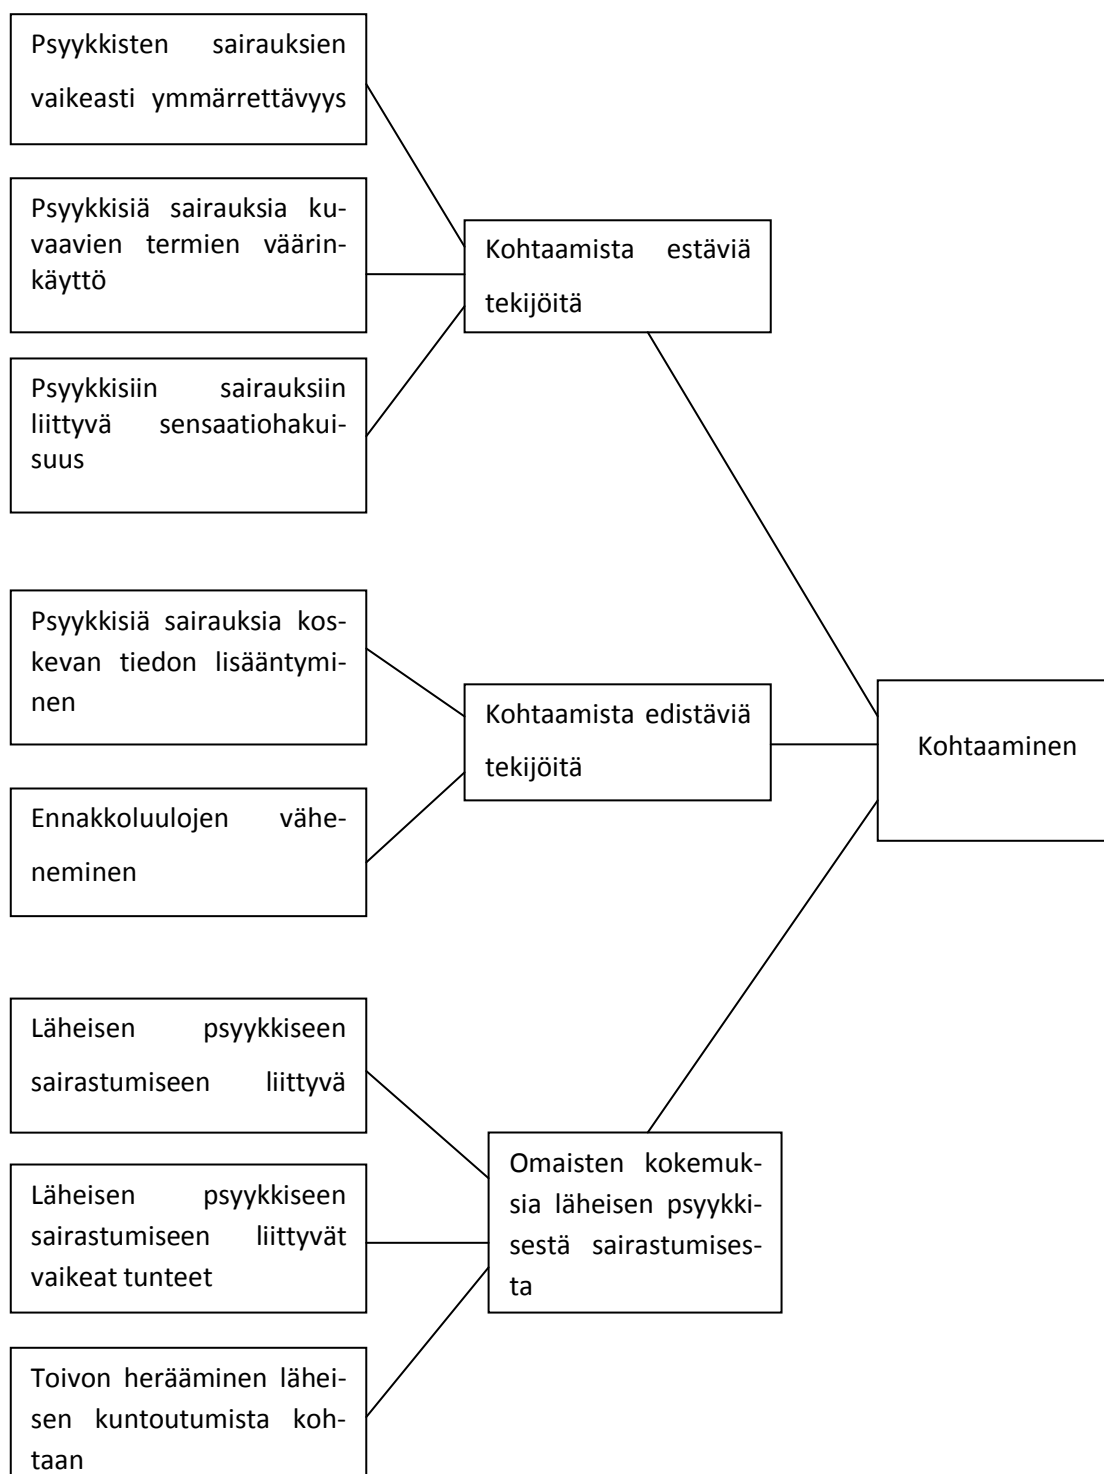 Psyykkisten sairauksien
vaikeasti ymmärrettävyys
Psyykkisiä sairauksia ku-
vaavien termien väärin-
käyttö
Psyykkisiin sairauksiin
liittyvä sensaatiohakui-
suus
Kohtaamista estäviä
tekijöitä
Psyykkisiä sairauksia kos-
kevan tiedon lisääntymi-
nen
Ennakkoluulojen vähe-
neminen
Kohtaamista edistäviä
tekijöitä
Kohtaaminen
Läheisen psyykkiseen
sairastumiseen liittyvä
Läheisen psyykkiseen
sairastumiseen liittyvät
vaikeat tunteet
Toivon herääminen lähei-
sen kuntoutumista koh-
taan
Omaisten kokemuk-
sia läheisen psyykki-
sestä sairastumises-
ta